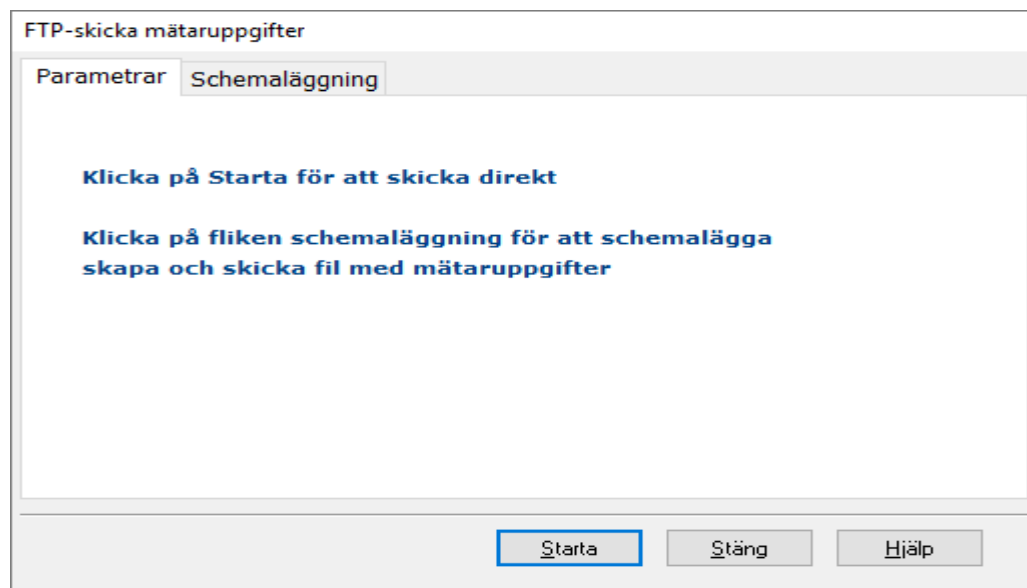 FTP-skicka mätaruppgifter
Parametrar Schemaläggning
Klicka på Starta för att skicka direkt
Klicka på fliken schemaläggning för att schemalägga
skapa och skicka fil med mätaruppgifter
Starta Stäng Hjälp